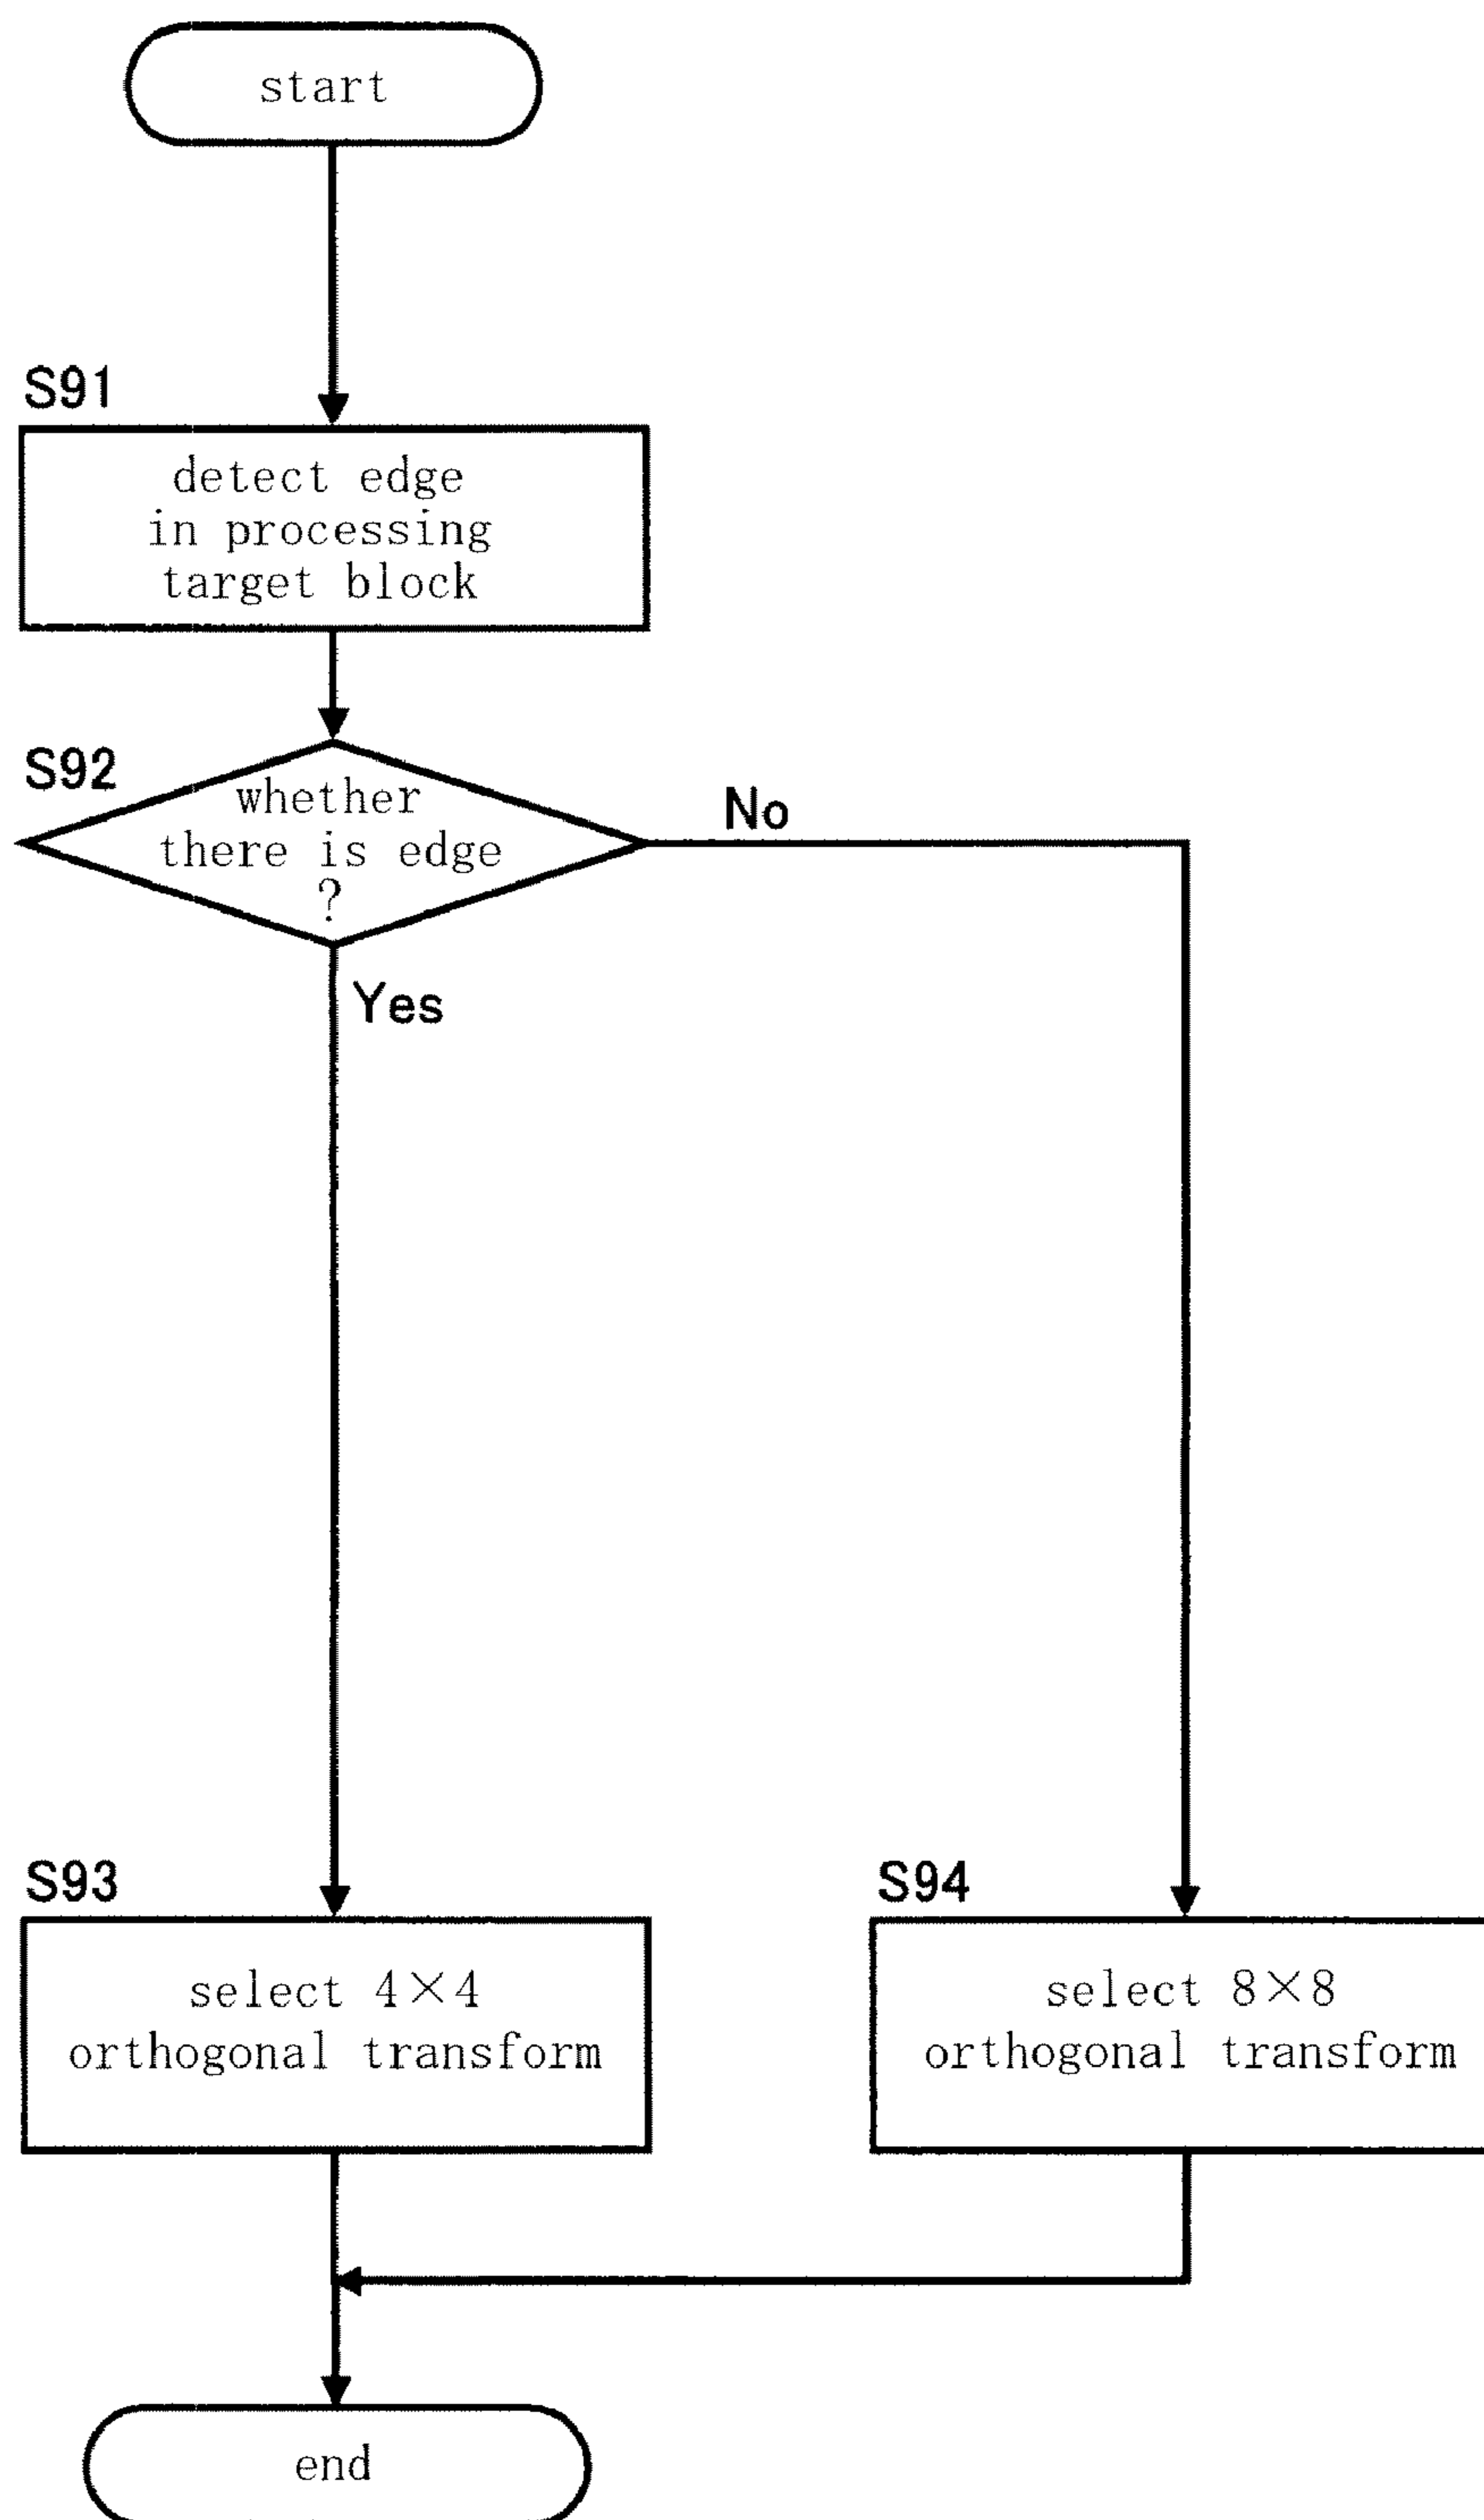 start
S91
detect edge
in processing
target block
S92
whether
there is edge
?
No
Yes
S93
select 4×4
orthogonal transform
S94
select 8×8
orthogonal transform
end